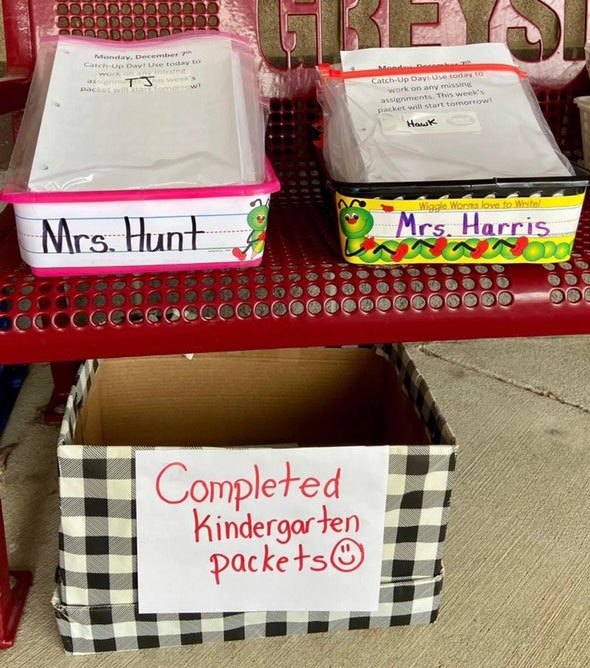 GREYS
Monday, December 7th
Catch-Up Day! Use today to
work on any missing
week's
packet will start tomorrow!
TJ
Mrs. Hunt
Monday, December 7th
Catch-Up Day! Use today to
work on any missing
assignments. This week's
packet will start tomorrow!
Hawk
Wiggle Worms love to Write!
Mrs. Harris
Completed
Kindergarten
packets☺